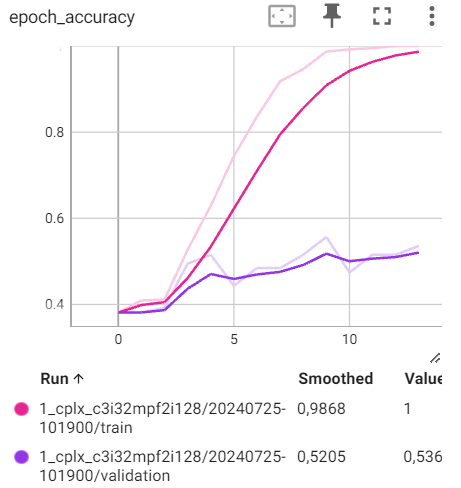 epoch_accuracy
0.8
0.6
0.4
0
5
10
Run ↑ Smoothed Value
1_cplx_c3i32mpf2i128/20240725- 0,9868 1
101900/train
1_cplx_c3i32mpf2i128/20240725- 0,5205 0,536
101900/validation